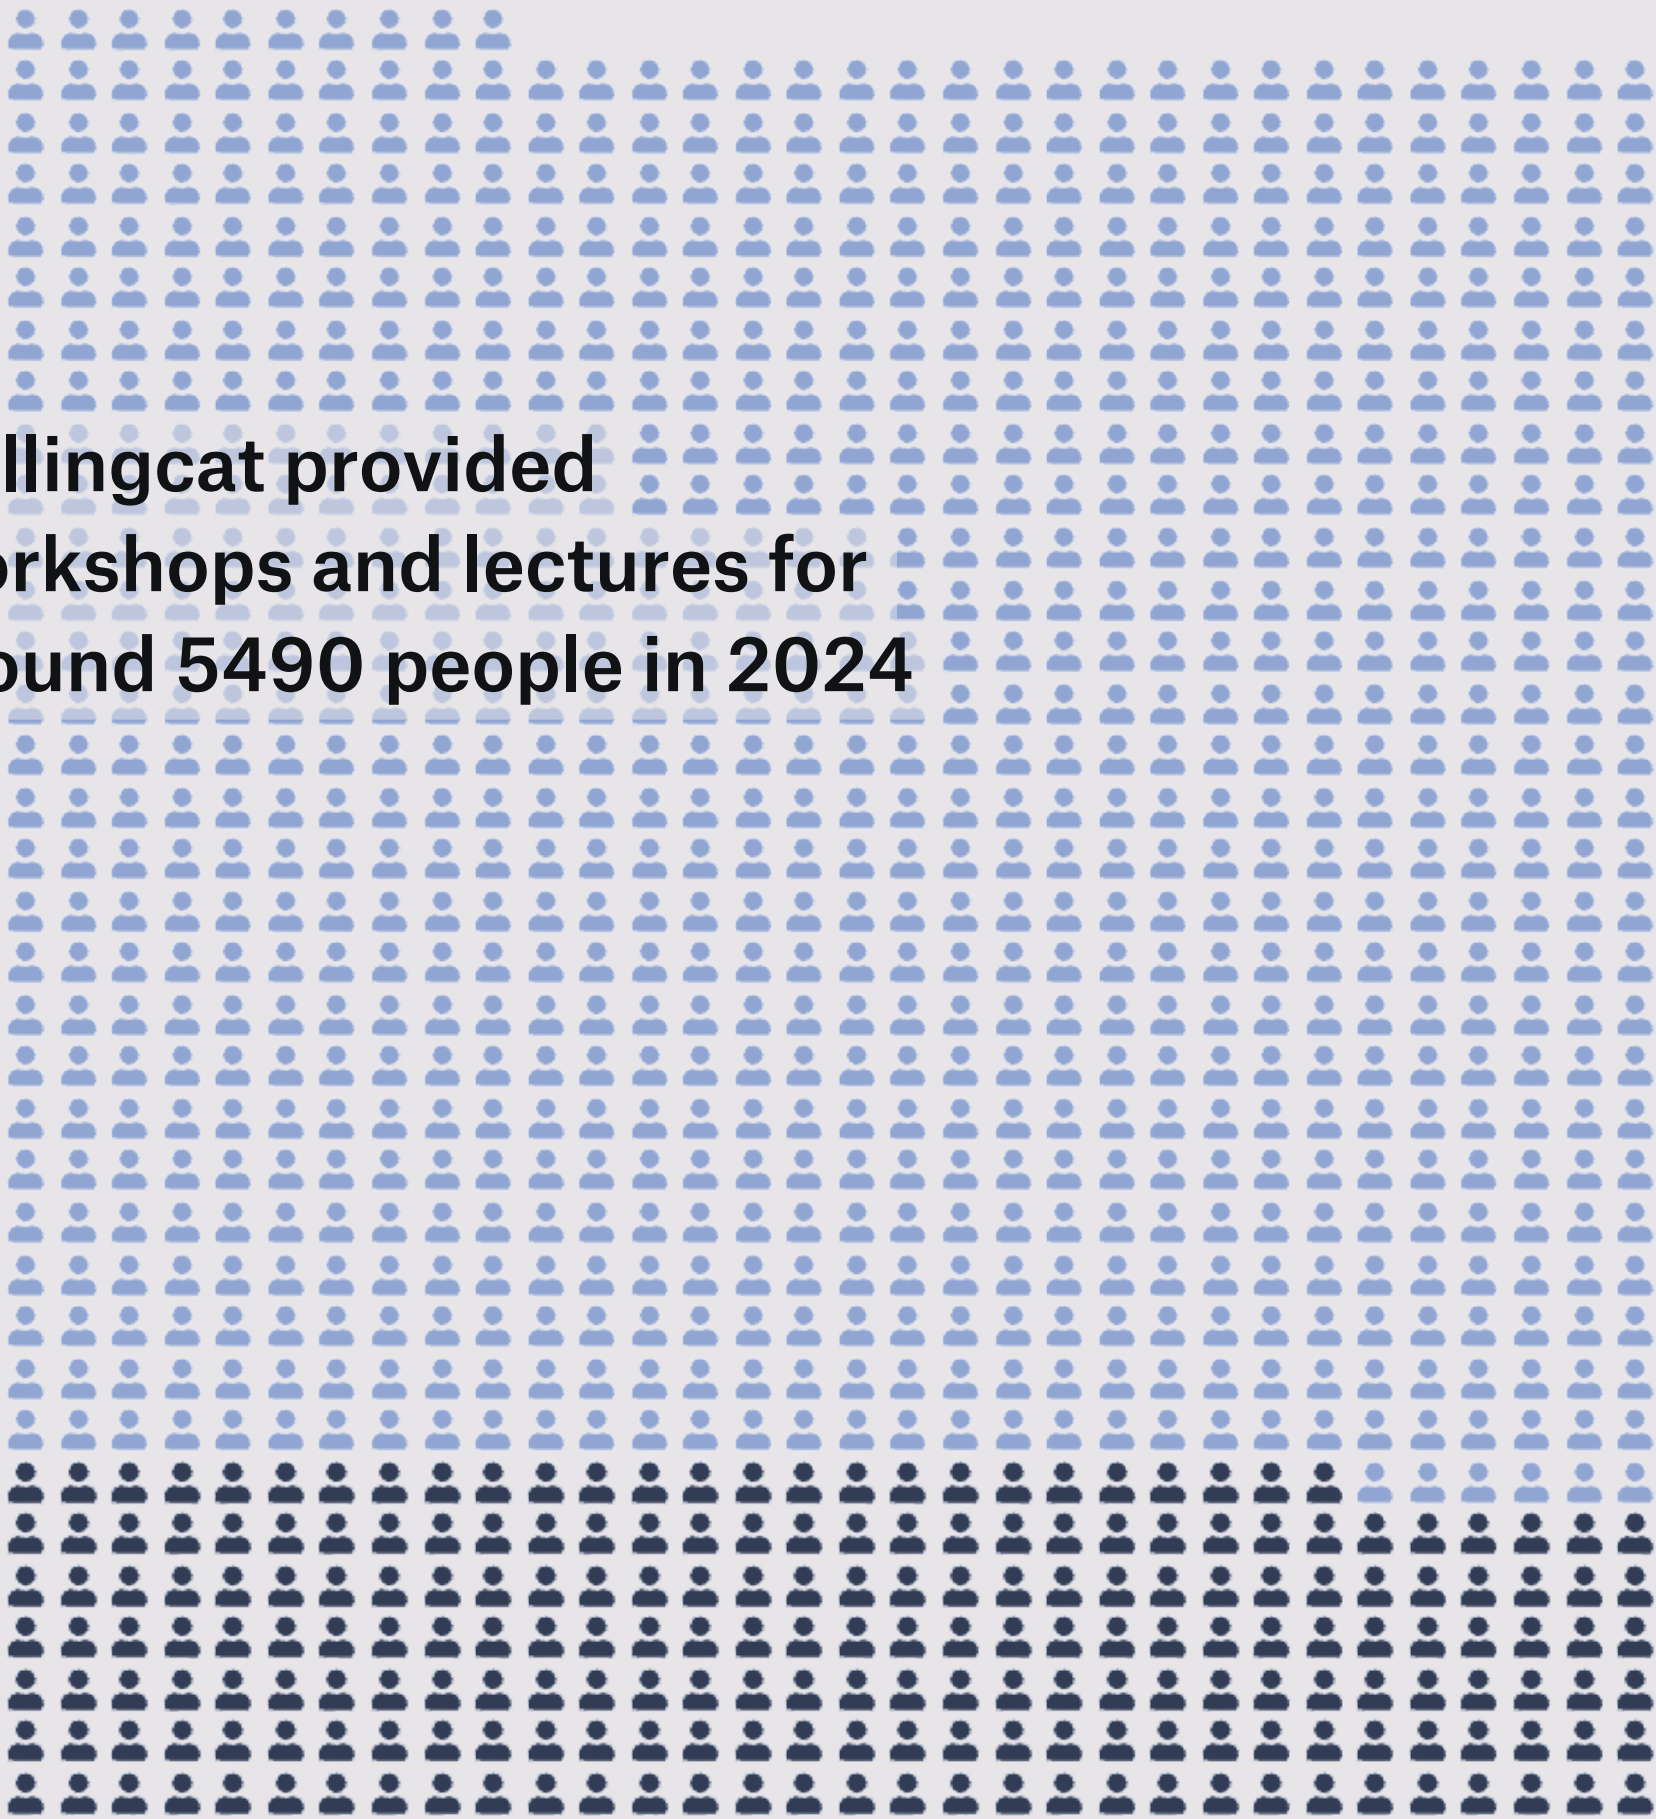 llingcat provided
orkshops and lectures for
ound 5490 people in 2024